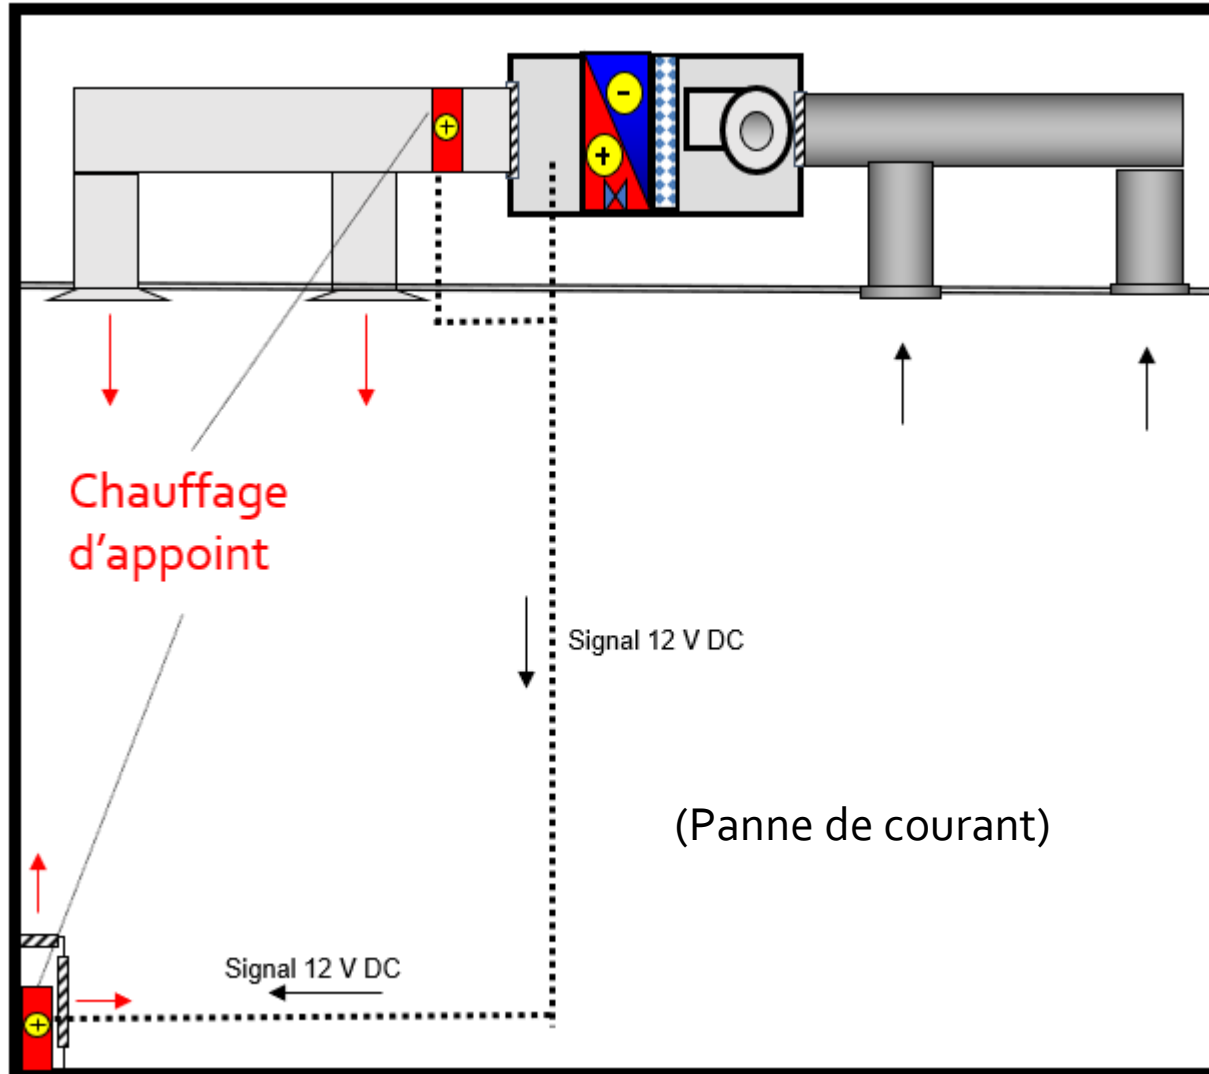 +
-
+
Chauffage
d’appoint
Signal 12 V DC
(Panne de courant)
Signal 12 V DC
+